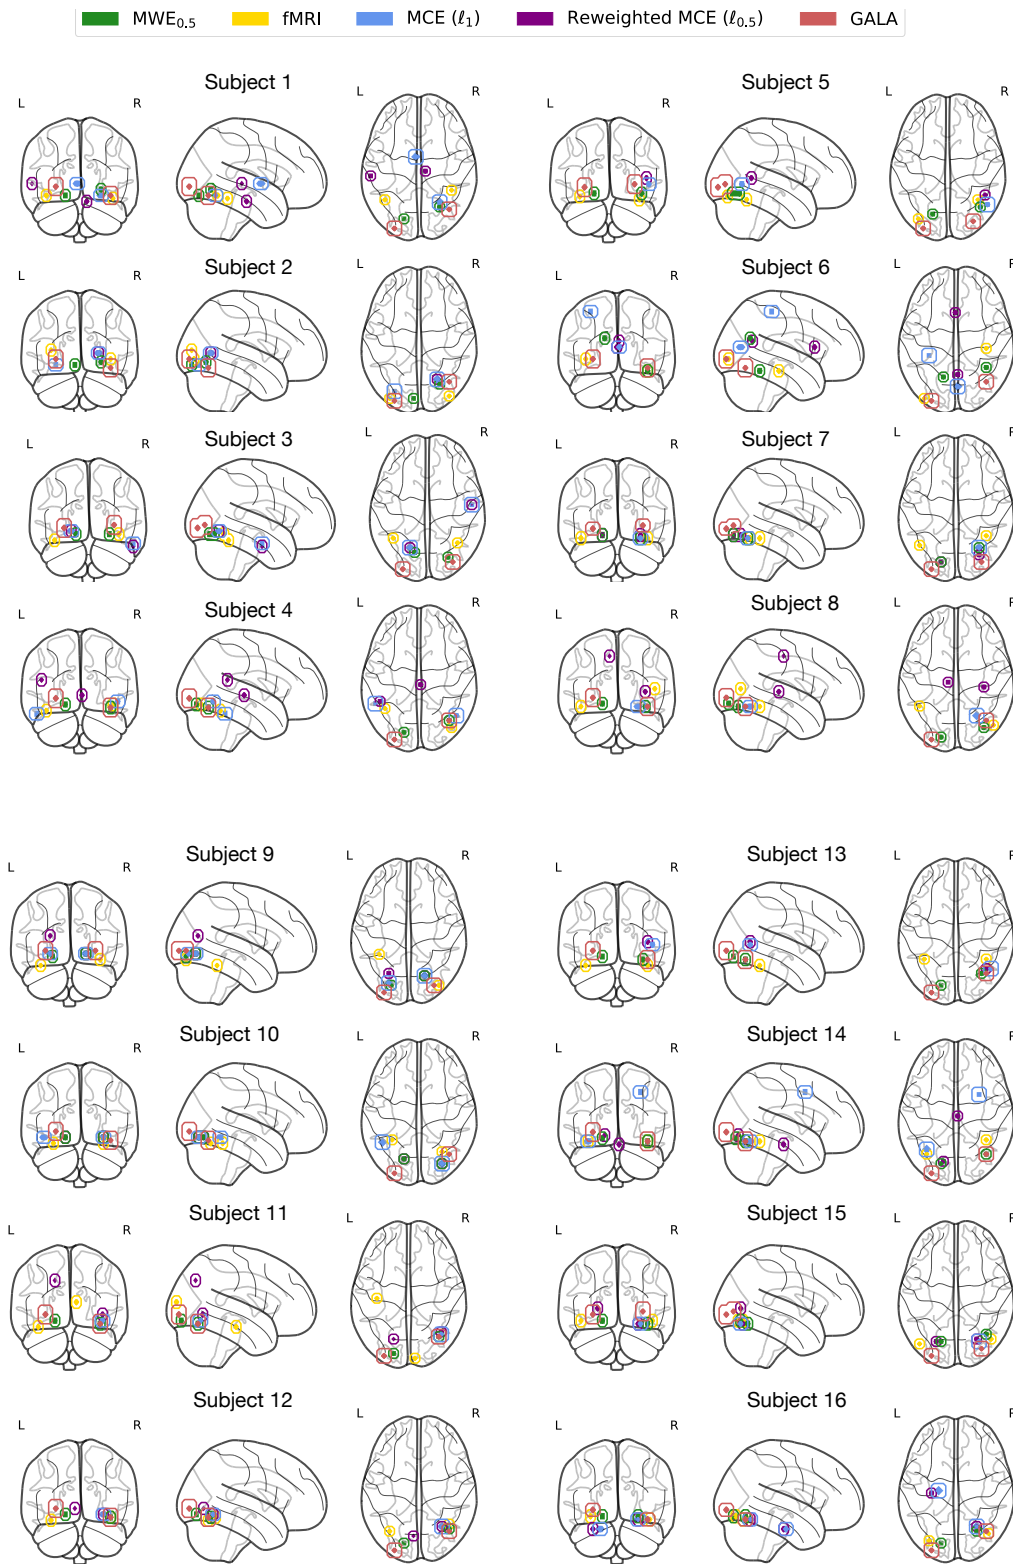 MWE₀.₅ fMRI MCE (ℓ₁) Reweighted MCE (ℓ₀.₅) GALA
Subject 1
L R L R
Subject 5
L R L R
Subject 2
L R L R
Subject 6
L R L R
Subject 3
L R L R
Subject 7
L R L R
Subject 4
L R L R
Subject 8
L R L R
Subject 9
L R L R
Subject 13
L R L R
Subject 10
L R L R
Subject 14
L R L R
Subject 11
L R L R
Subject 15
L R L R
Subject 12
L R L R
Subject 16
L R L R